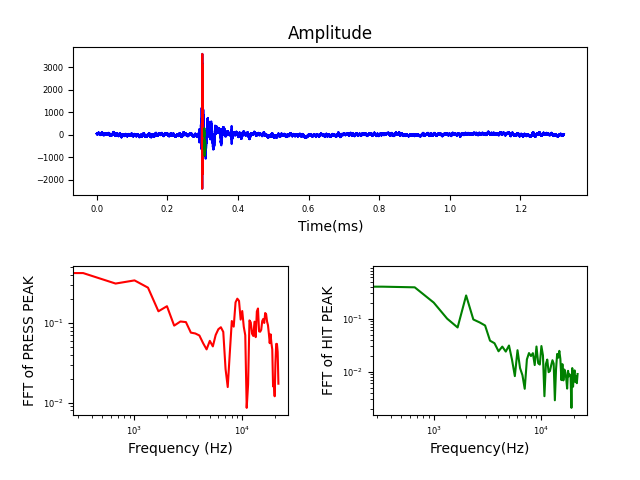 Amplitude
3000
2000
1000
0
−1000
−2000
0.0 0.2 0.4 0.6 0.8 1.0 1.2
Time(ms)
FFT of PRESS PEAK
10⁻¹
10⁻²
10³ 10⁴
Frequency (Hz)
FFT of HIT PEAK
10⁻¹
10⁻²
10³ 10⁴
Frequency(Hz)